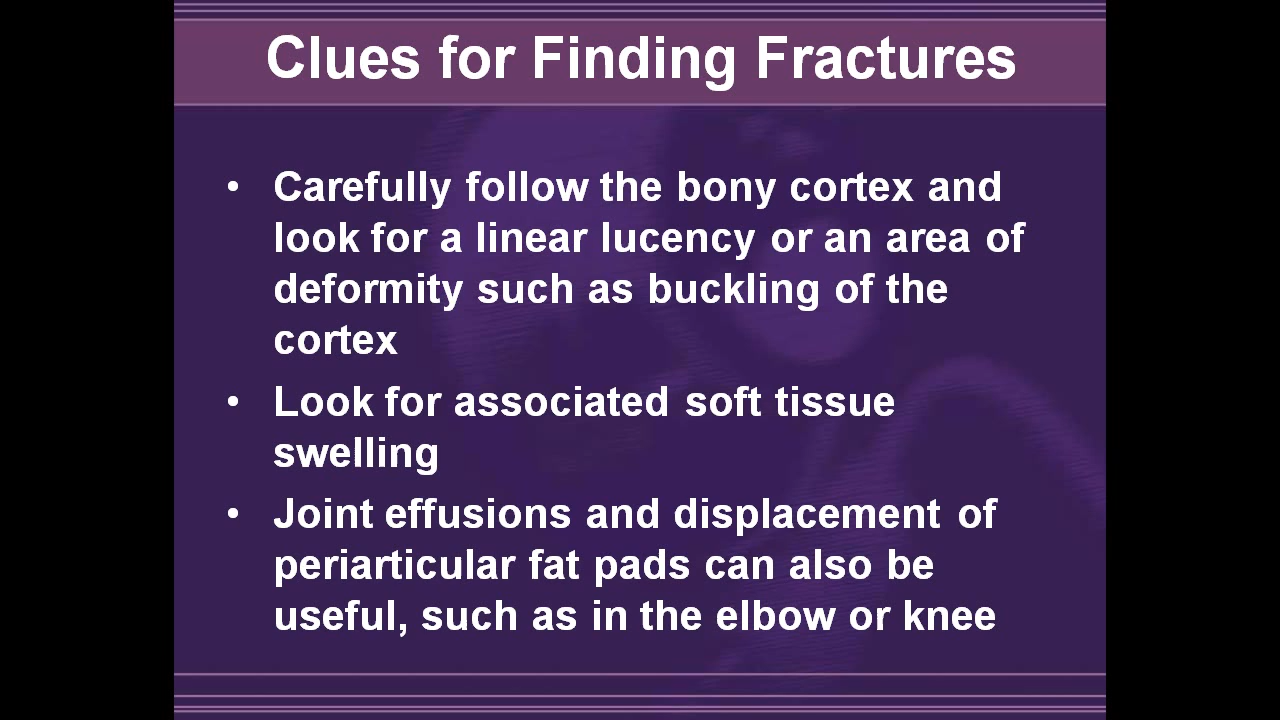 Clues for Finding Fractures
• Carefully follow the bony cortex and
look for a linear lucency or an area of
deformity such as buckling of the
cortex
• Look for associated soft tissue
swelling
• Joint effusions and displacement of
periarticular fat pads can also be
useful, such as in the elbow or knee